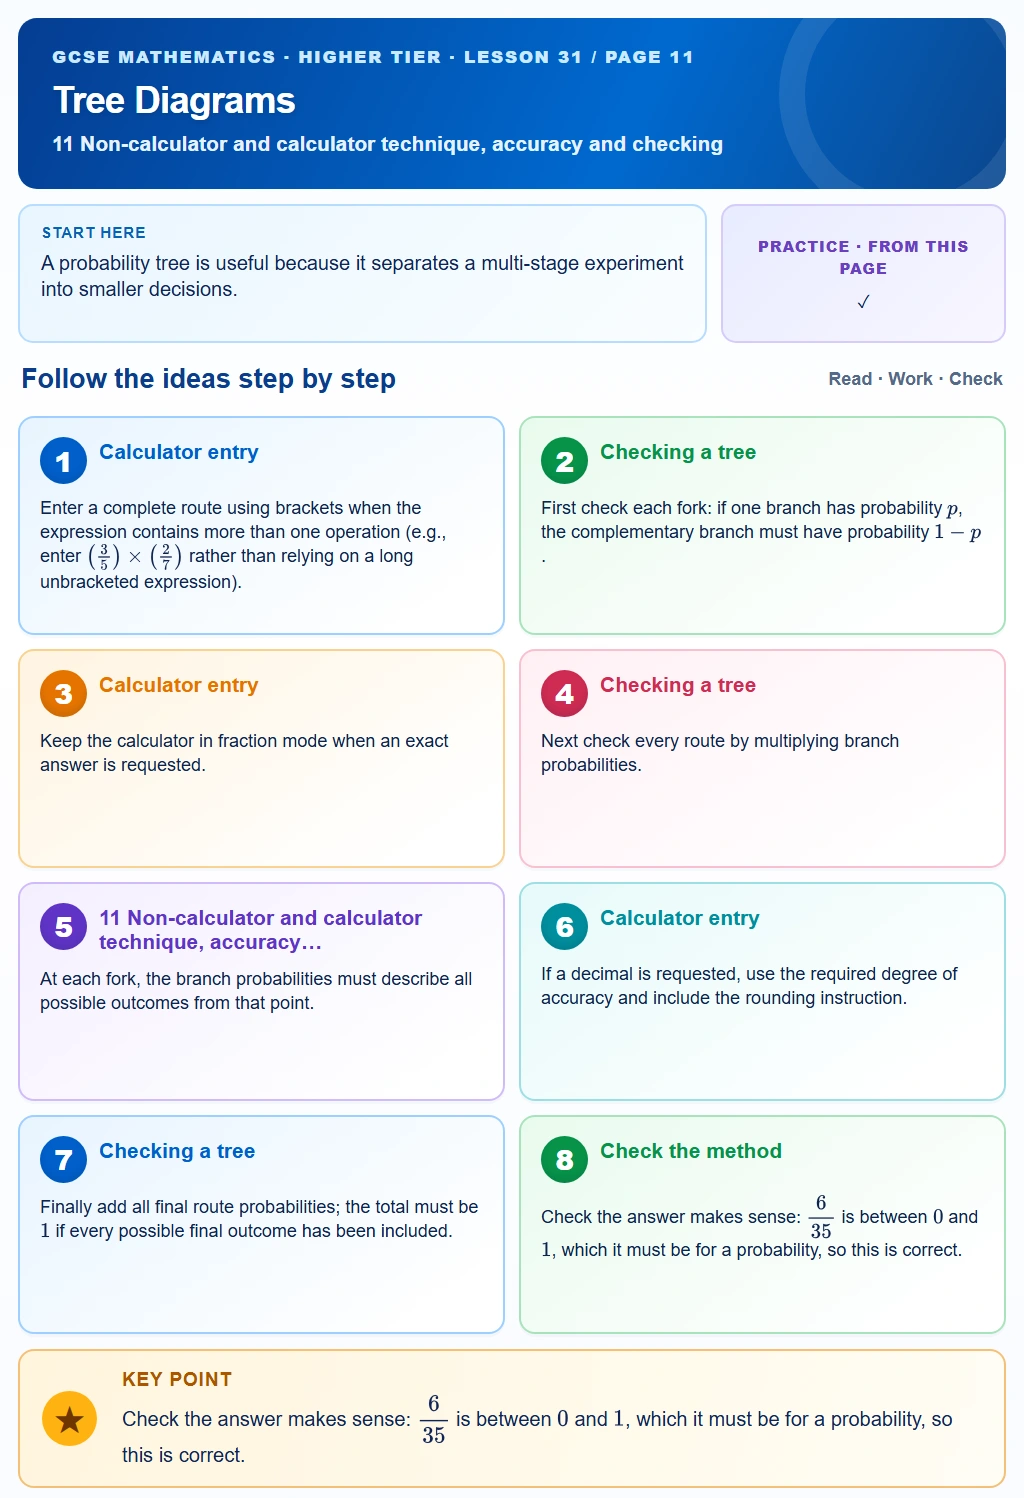 GCSE MATHEMATICS · HIGHER TIER · LESSON 31 / PAGE 11
Tree Diagrams
11 Non-calculator and calculator technique, accuracy and checking
START HERE
A probability tree is useful because it separates a multi-stage experiment
into smaller decisions.
PRACTICE · FROM THIS
PAGE
✓
Follow the ideas step by step
Read · Work · Check
1 Calculator entry
Enter a complete route using brackets when the
expression contains more than one operation (e.g.,
enter (3/5) × (2/7) rather than relying on a long
unbracketed expression).
2 Checking a tree
First check each fork: if one branch has probability p,
the complementary branch must have probability 1 − p
.
3 Calculator entry
Keep the calculator in fraction mode when an exact
answer is requested.
4 Checking a tree
Next check every route by multiplying branch
probabilities.
5 11 Non-calculator and calculator
technique, accuracy…
At each fork, the branch probabilities must describe all
possible outcomes from that point.
6 Calculator entry
If a decimal is requested, use the required degree of
accuracy and include the rounding instruction.
7 Checking a tree
Finally add all final route probabilities; the total must be
1 if every possible final outcome has been included.
8 Check the method
Check the answer makes sense: 6/35 is between 0 and
1, which it must be for a probability, so this is correct.
KEY POINT
Check the answer makes sense: 6/35 is between 0 and 1, which it must be for a probability, so
this is correct.